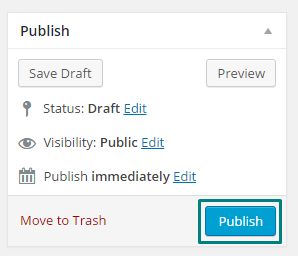 Publish
Save Draft Preview
Status: Draft Edit
Visibility: Public Edit
Publish immediately Edit
Move to Trash Publish